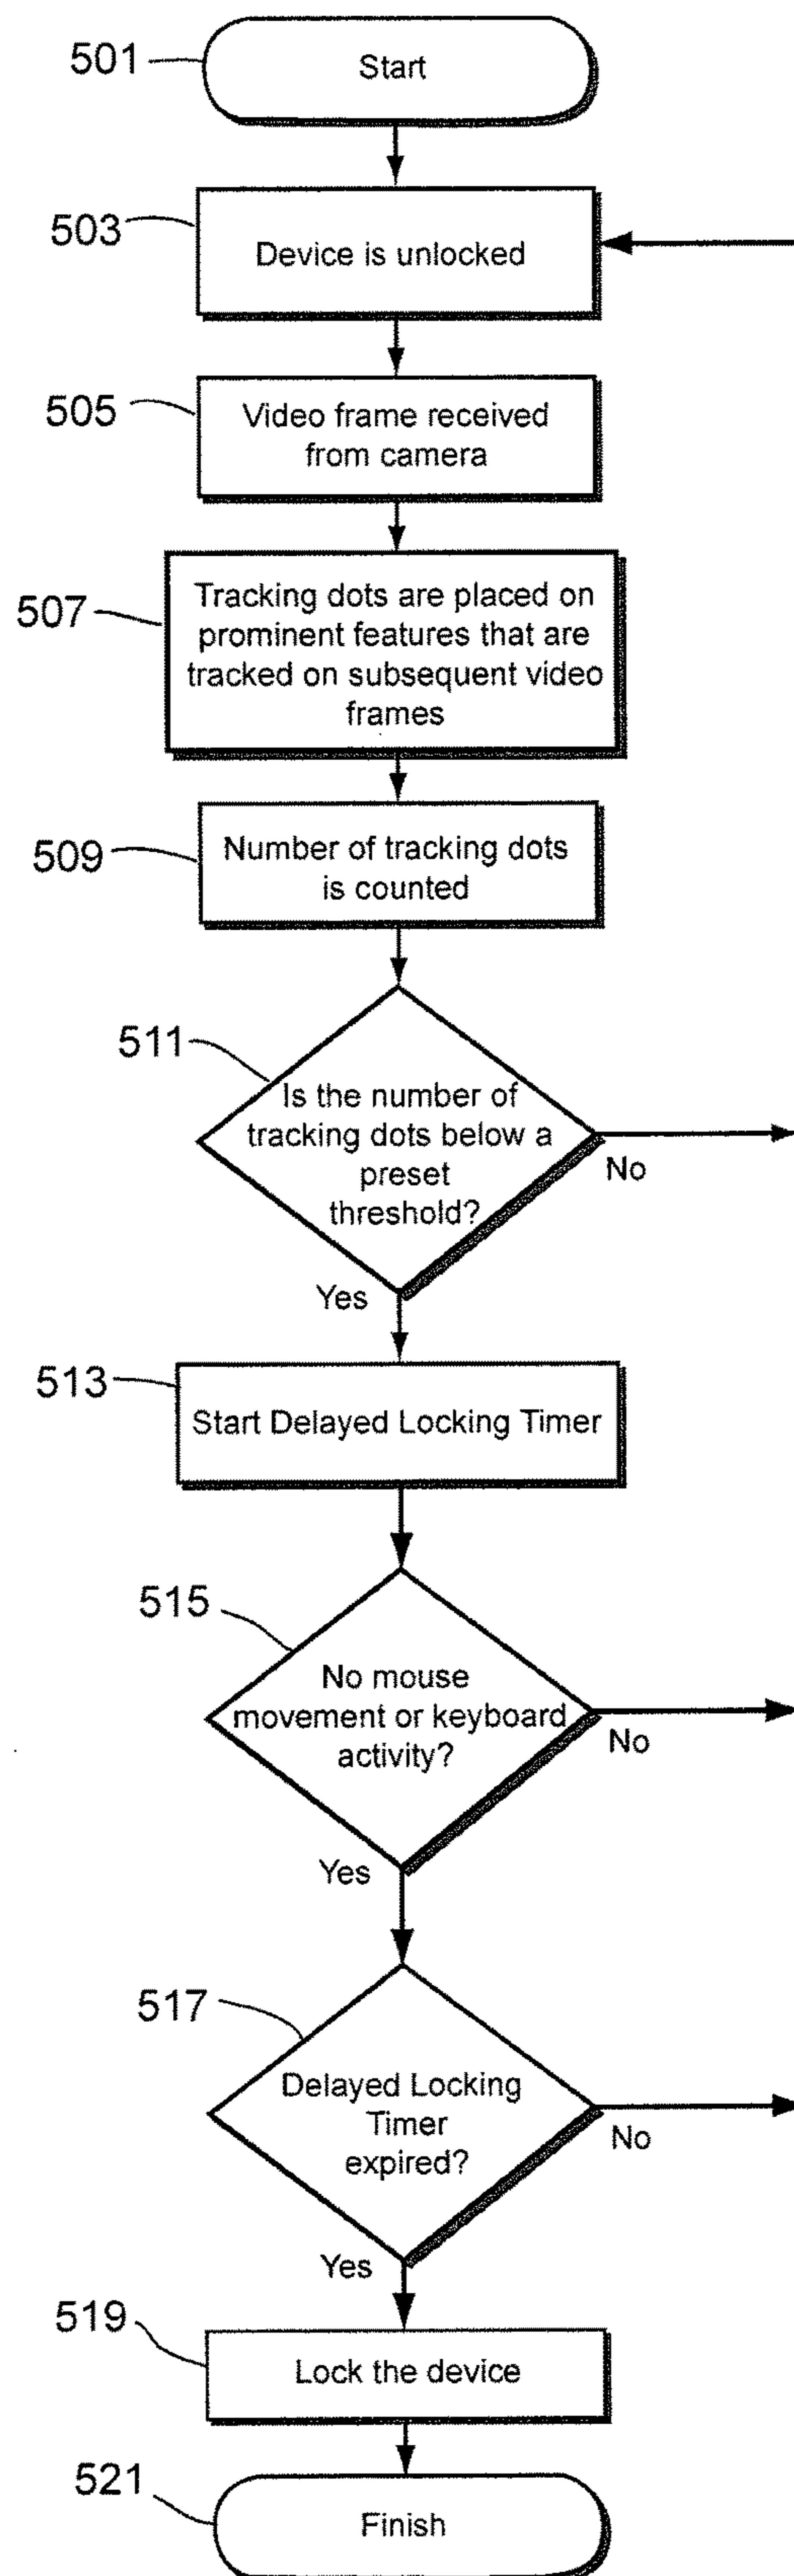 501
Start
503
Device is unlocked
505
Video frame received
from camera
507
Tracking dots are placed on
prominent features that are
tracked on subsequent video
frames
509
Number of tracking dots
is counted
511
Is the number of
tracking dots below a
preset
threshold?
No
Yes
513
Start Delayed Locking Timer
515
No mouse
movement or keyboard
activity?
No
Yes
517
Delayed Locking
Timer
expired?
No
Yes
519
Lock the device
521
Finish